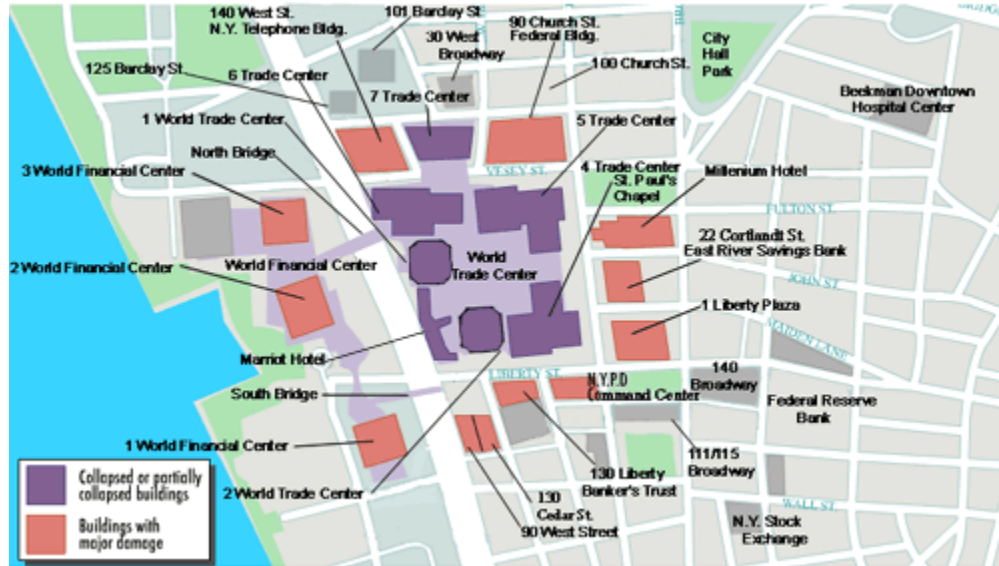 140 West St.
N.Y. Telephone Bldg.
101 Barclay St
90 Church St.
Federal Bldg.
30 West
Broadway
City
Hall
Park
125 Barclay St.
6 Trade Center
100 Church St.
7 Trade Center
Beekman Downtown
Hospital Center
1 World Trade Center
5 Trade Center
North Bridge
VESEY ST.
4 Trade Center
St. Paul's
Chapel
Millenium Hotel
3 World Financial Center
FULTON ST.
22 Cortlandt St.
East River Savings Bank
World
Trade Center
World Financial Center
2 World Financial Center
JOHN ST.
1 Liberty Plaza
MAIDEN LANE
Marriot Hotel
LIBERTY ST.
N.Y.P.D
Command Center
140
Broadway
South Bridge
Federal Reserve
Bank
1 World Financial Center
111/115
Broadway
130 Liberty
Banker's Trust
2 World Trade Center
130
Cedar St.
90 West Street
WALL ST.
N.Y. Stock
Exchange
Collapsed or partially
collapsed buildings
Buildings with
major damage